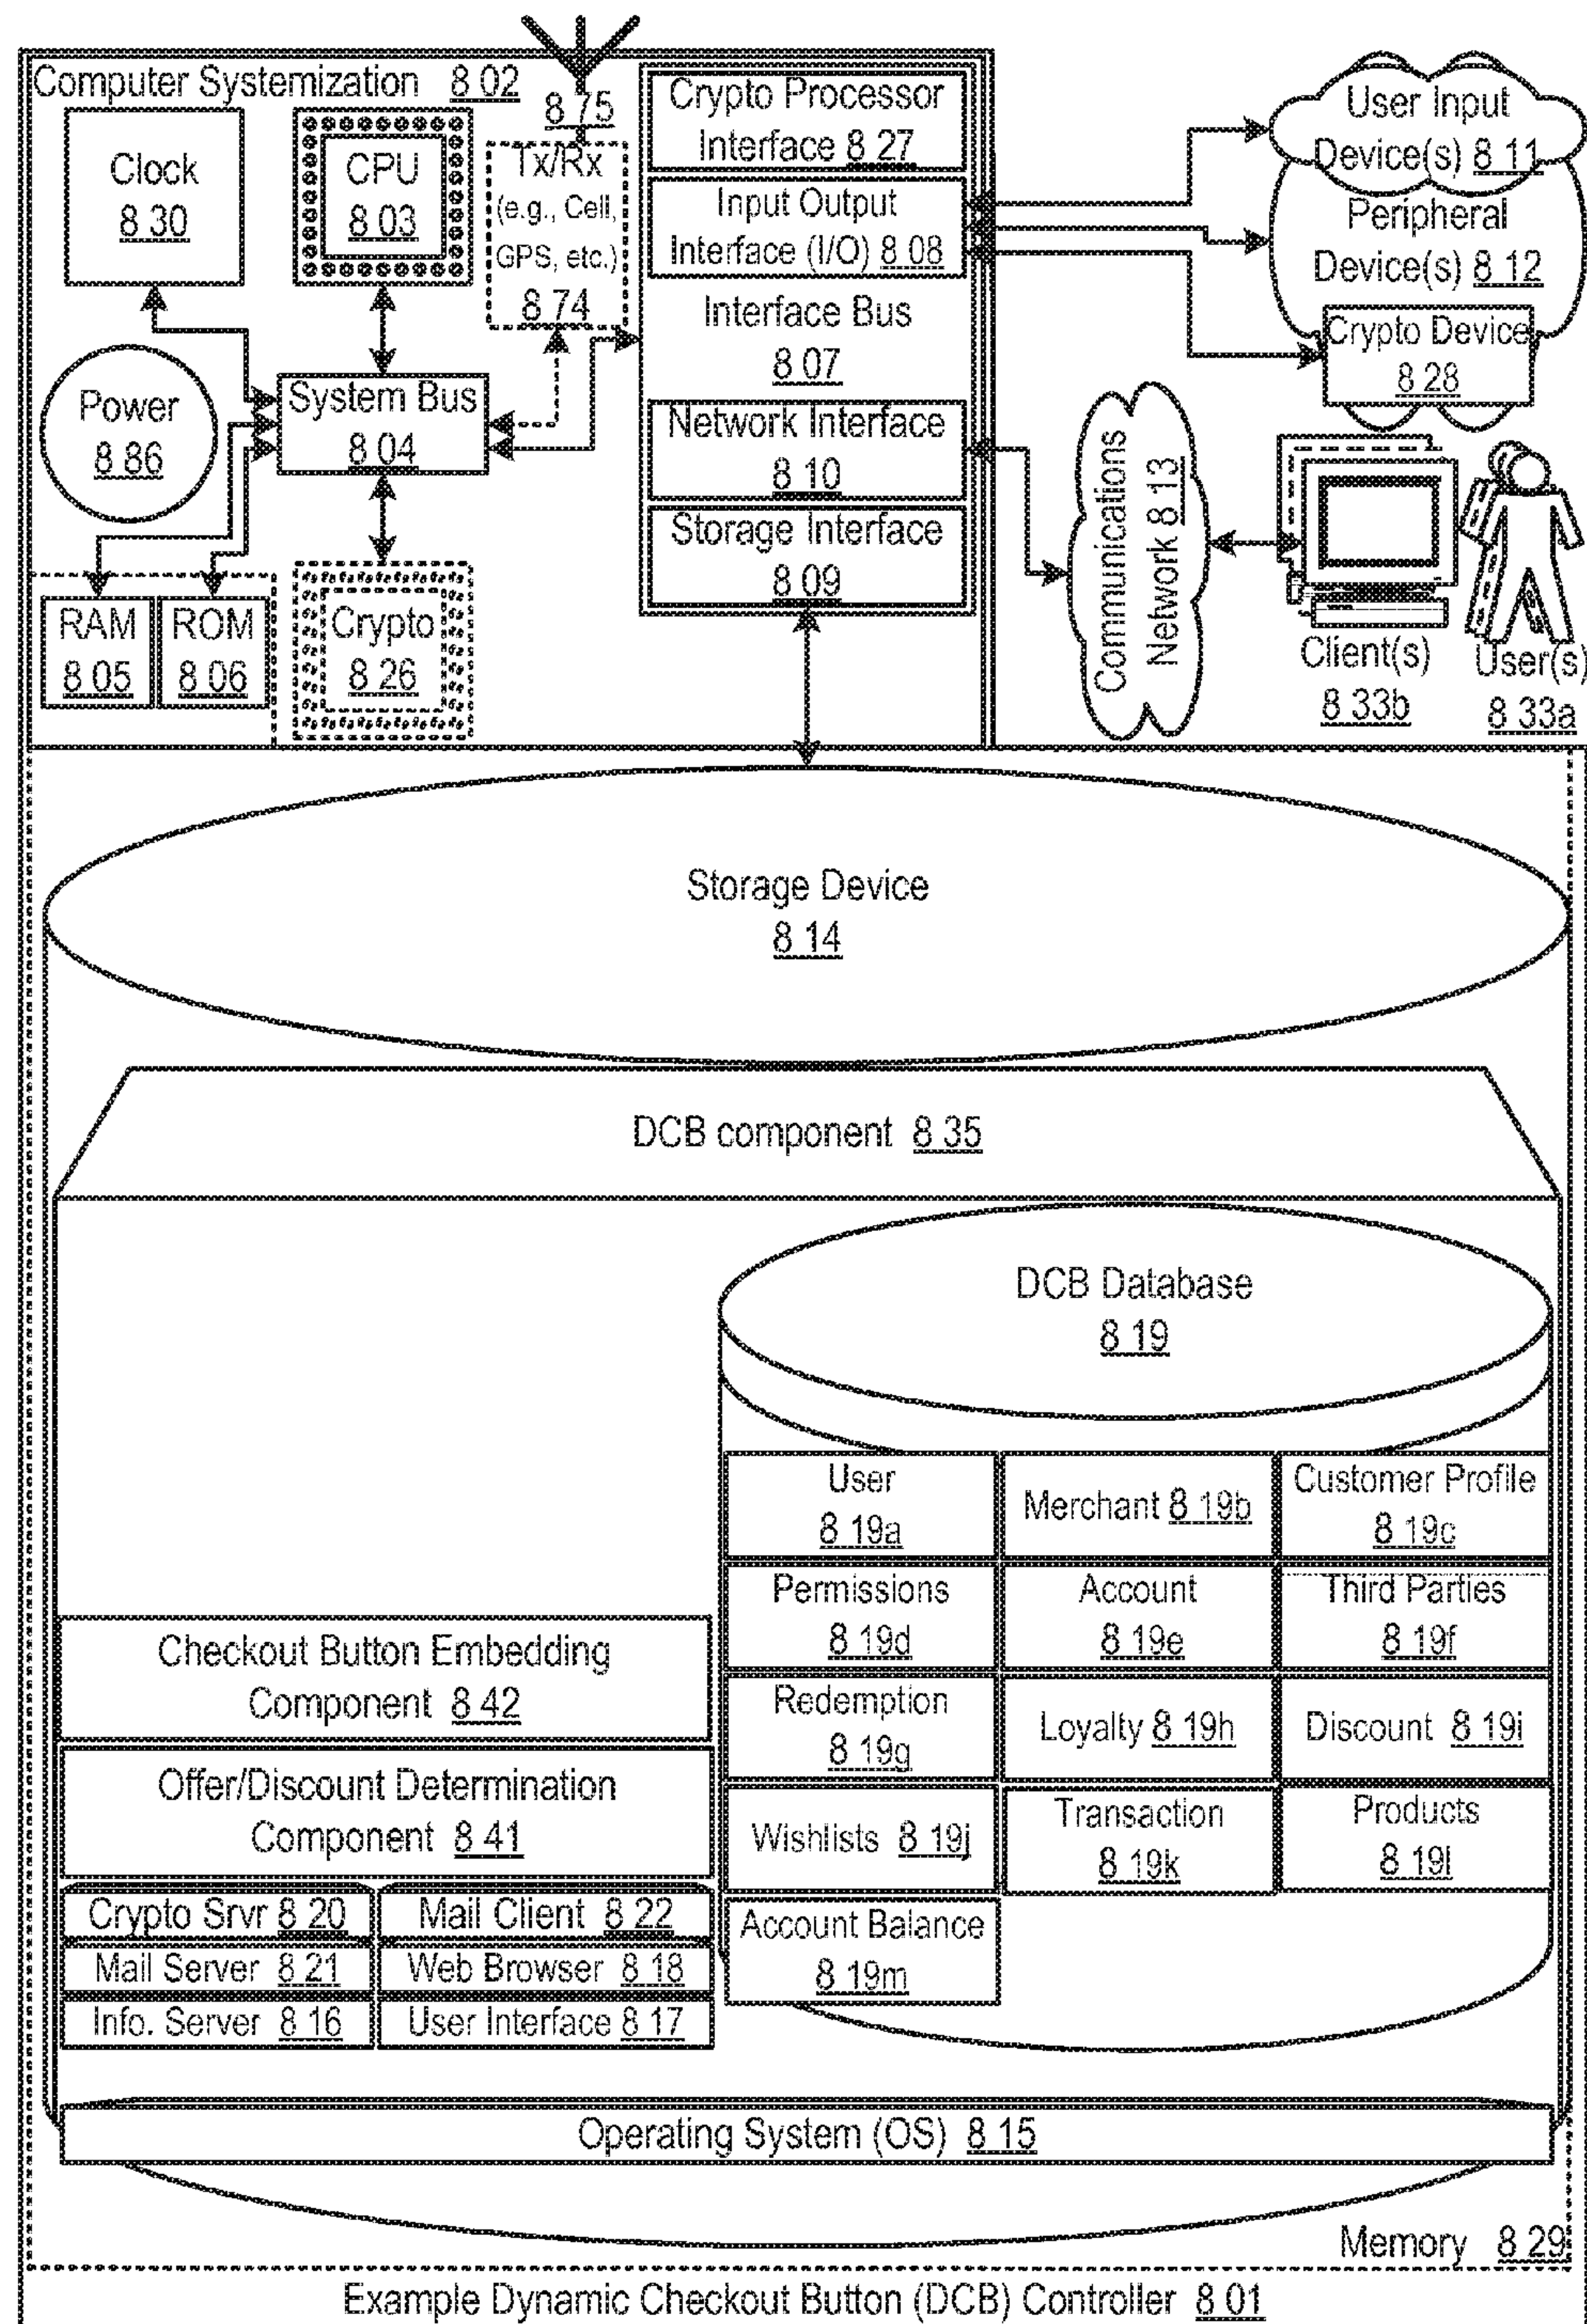 Computer Systemization 8 02
8 75
Clock
8 30
CPU
8 03
Tx/Rx
(e.g., Cell,
GPS, etc.)
8 74
Crypto Processor
Interface 8 27
Input Output
Interface (I/O) 8 08
Interface Bus
8 07
Network Interface
8 10
Storage Interface
8 09
User Input
Device(s) 8 11
Peripheral
Device(s) 8 12
Crypto Device
8 28
Power
8 86
System Bus
8 04
RAM
8 05
ROM
8 06
Crypto
8 26
Communications
Network 8 13
Client(s)
8 33b
User(s)
8 33a
Storage Device
8 14
DCB component 8 35
DCB Database
8 19
User
8 19a
Merchant 8 19b
Customer Profile
8 19c
Permissions
8 19d
Account
8 19e
Third Parties
8 19f
Redemption
8 19g
Loyalty 8 19h
Discount 8 19i
Wishlists 8 19j
Transaction
8 19k
Products
8 19l
Account Balance
8 19m
Checkout Button Embedding
Component 8 42
Offer/Discount Determination
Component 8 41
Crypto Srvr 8 20
Mail Client 8 22
Mail Server 8 21
Web Browser 8 18
Info. Server 8 16
User Interface 8 17
Operating System (OS) 8 15
Memory 8 29
Example Dynamic Checkout Button (DCB) Controller 8 01